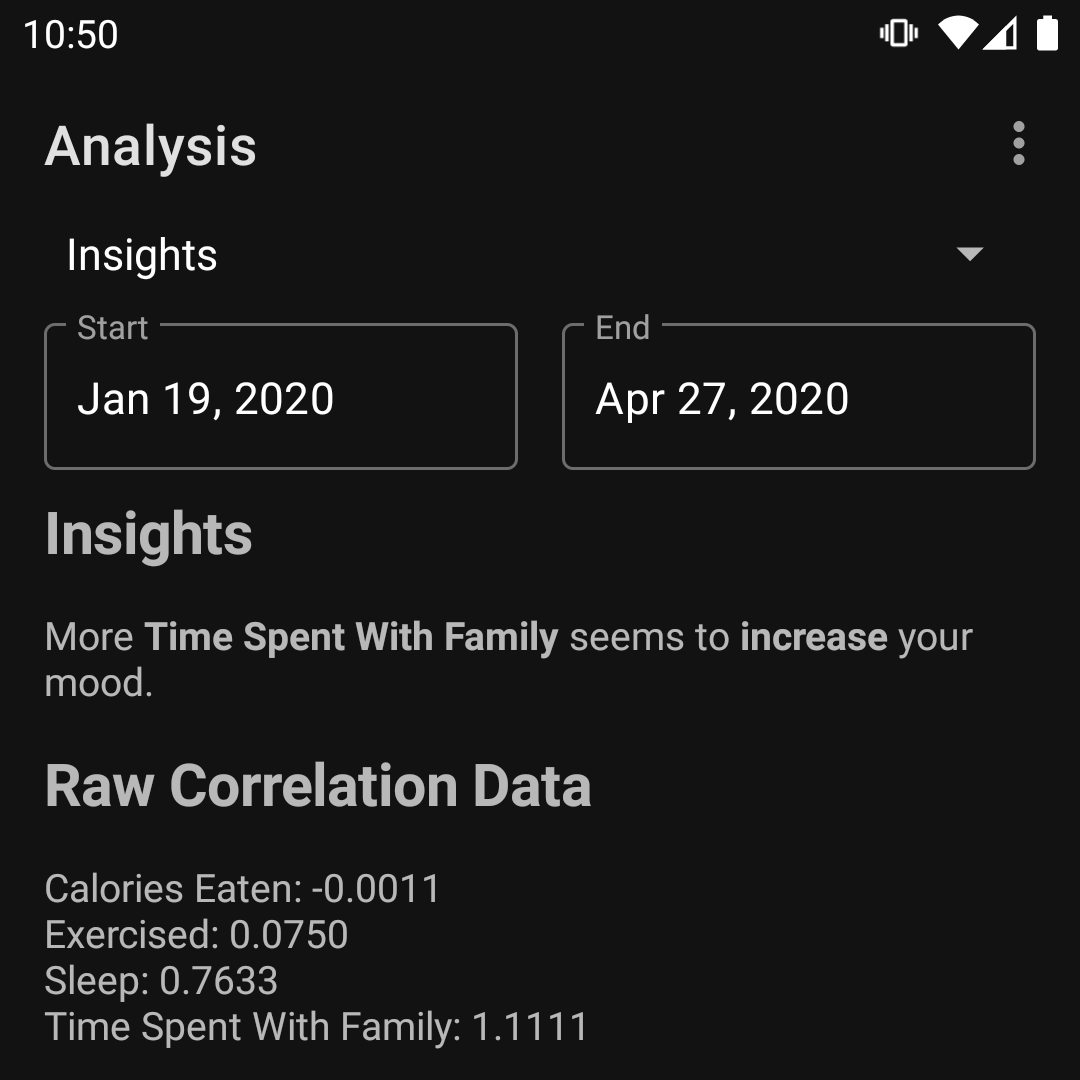 10:50
Analysis
Insights
Start
End
Jan 19, 2020
Apr 27, 2020
Insights
More Time Spent With Family seems to increase your
mood.
Raw Correlation Data
Calories Eaten: -0.0011
Exercised: 0.0750
Sleep: 0.7633
Time Spent With Family: 1.1111